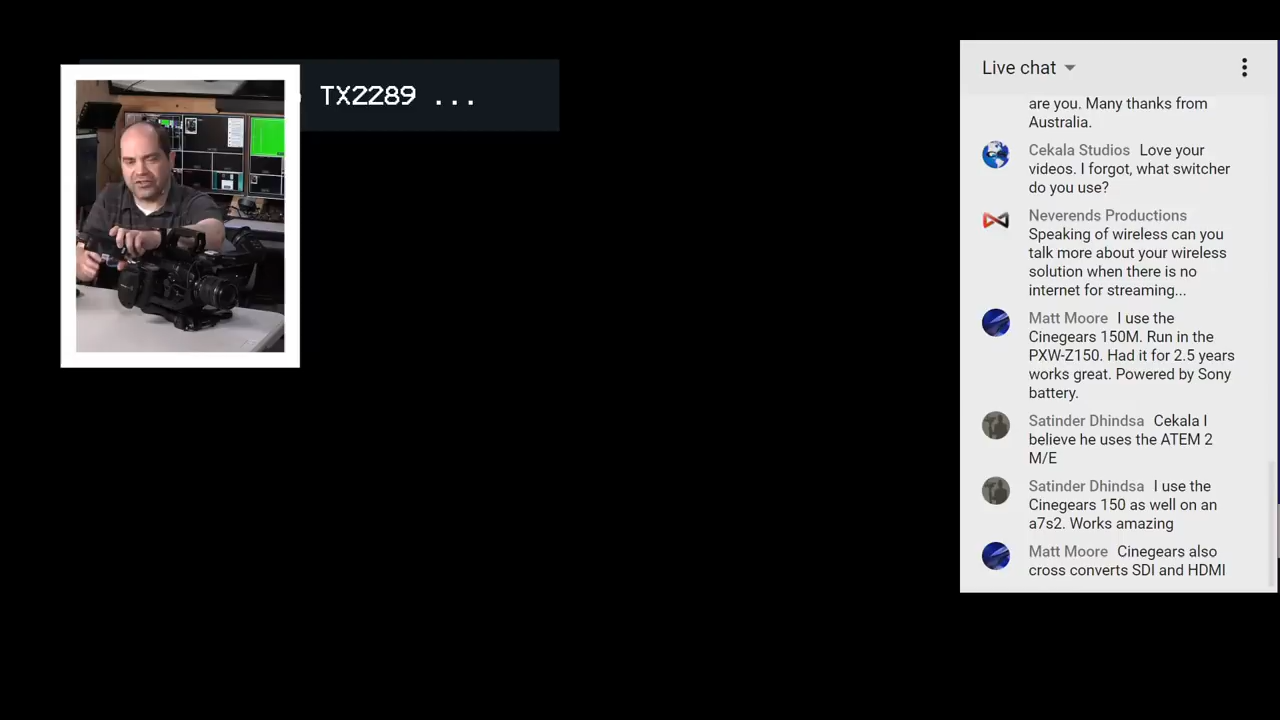 TX2289 ...
Live chat
are you. Many thanks from
Australia.
Cekala Studios Love your
videos. I forgot, what switcher
do you use?
Neverends Productions
Speaking of wireless can you
talk more about your wireless
solution when there is no
internet for streaming...
Matt Moore I use the
Cinegears 150M. Run in the
PXW-Z150. Had it for 2.5 years
works great. Powered by Sony
battery.
Satinder Dhindsa Cekala I
believe he uses the ATEM 2
M/E
Satinder Dhindsa I use the
Cinegears 150 as well on an
a7s2. Works amazing
Matt Moore Cinegears also
cross converts SDI and HDMI